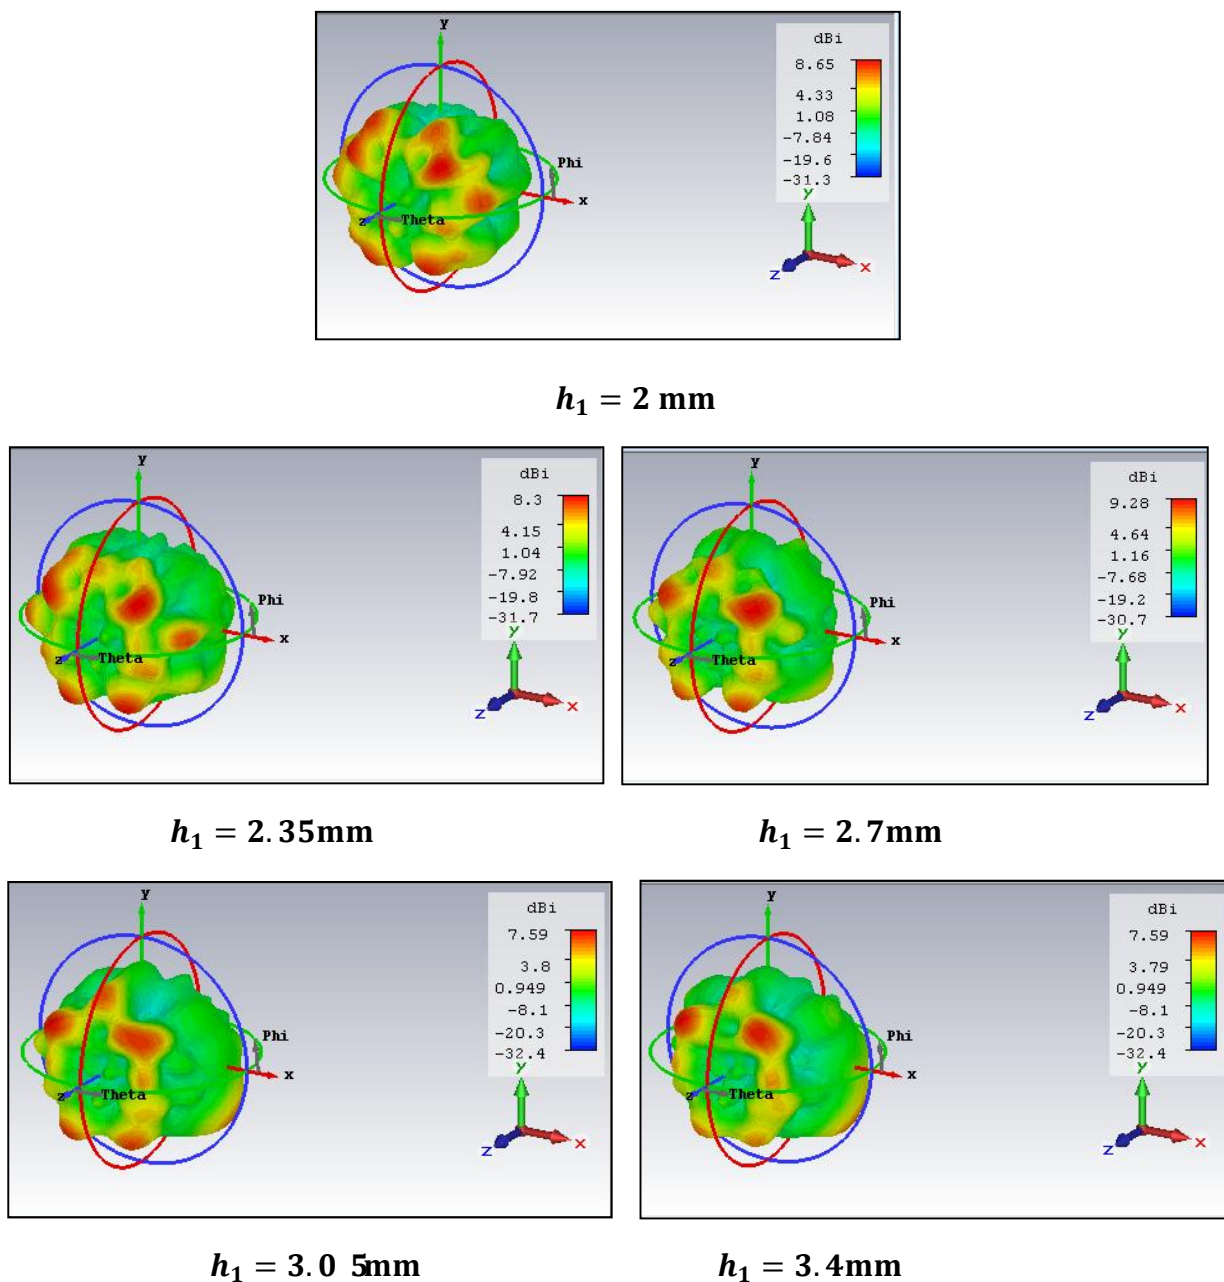 y
dBi
8.65
4.33
1.08
-7.84
-19.6
-31.3
Phi
x
z
Theta
y
z
x
h₁ = 2 mm
y
dBi
8.3
4.15
1.04
-7.92
-19.8
-31.7
Phi
x
z
Theta
y
z
x
y
dBi
9.28
4.64
1.16
-7.68
-19.2
-30.7
Phi
x
z
Theta
y
z
x
h₁ = 2.35mm
h₁ = 2.7mm
y
dBi
7.59
3.8
0.949
-8.1
-20.3
-32.4
Phi
x
z
Theta
y
z
x
y
dBi
7.59
3.79
0.949
-8.1
-20.3
-32.4
Phi
x
z
Theta
y
z
x
h₁ = 3.0 5mm
h₁ = 3.4mm